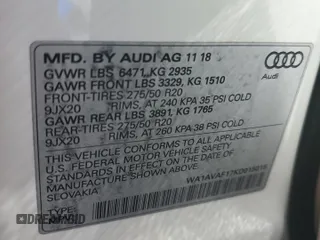 MFD. BY AUDI AG 11 18
GVWR LBS 6471 KG 2935
GAWR FRONT LBS 3329, KG 1510
FRONT-TIRES 275/50 R20
9JX20 RIMS, AT 240 KPA 35 PSI COLD
GAWR REAR LBS 3891, KG 1765
REAR-TIRES 275/50 R20
9JX20 RIMS, AT 260 KPA 38 PSI COLD
THIS VEHICLE CONFORMS TO ALL APPLICABLE
U.S. FEDERAL MOTOR VEHICLE SAFETY
STANDARDS IN EFFECT ON THE DATE OF
MANUFACTURE SHOWN ABOVE.
SLOVAKIA
TYPE:
Audi
DREAMBID